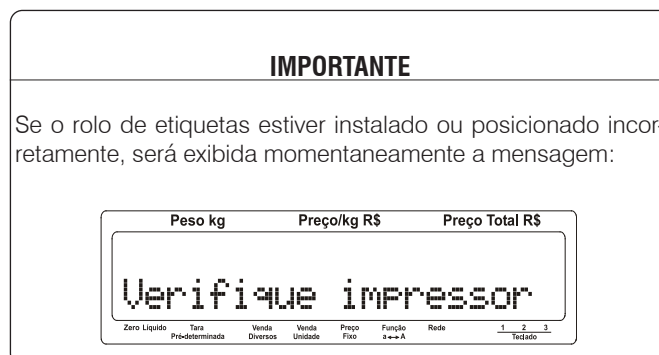 IMPORTANTE
Se o rolo de etiquetas estiver instalado ou posicionado incor-
retamente, será exibida momentaneamente a mensagem:
Peso kg Preço/kg R$ Preço Total R$
Verifique impressor
Zero Líquido Tara Pré-determinada Venda Diversos Venda Unidade Preço Fixo Função a↔A Rede 1 2 3 Teclado